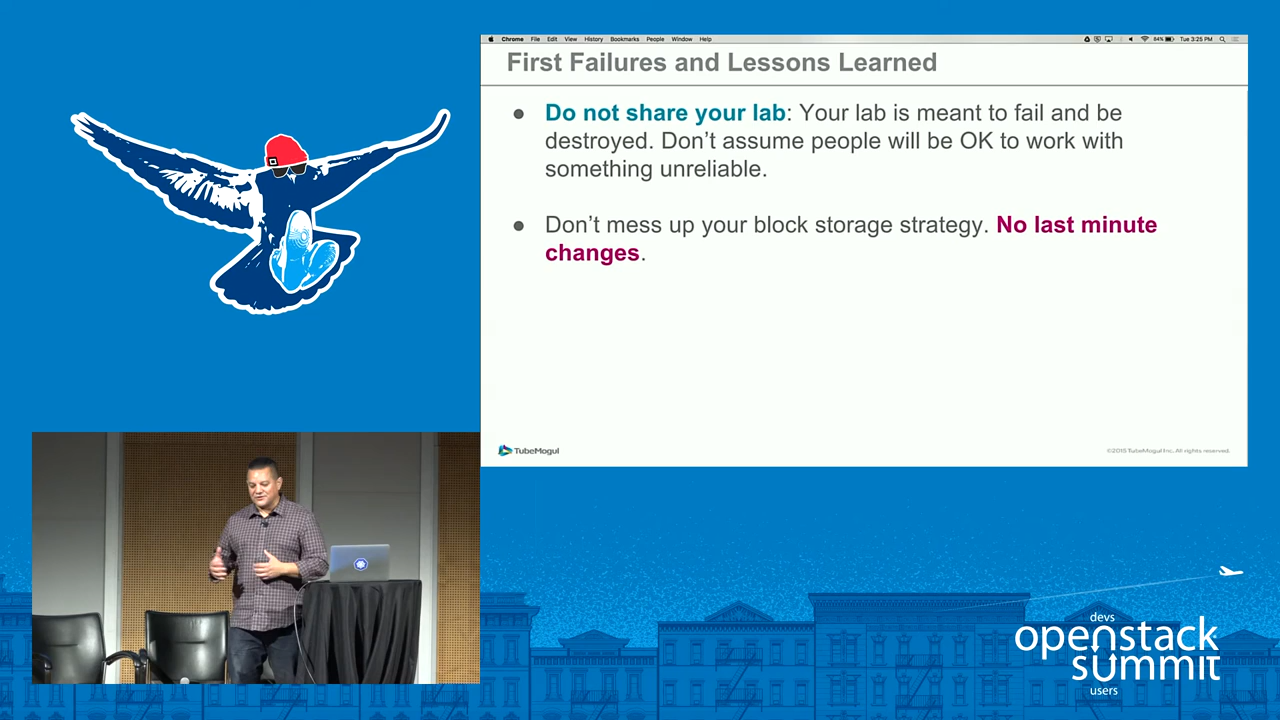 Chrome File Edit View History Bookmarks People Window Help
84% Tue 3:25 PM
First Failures and Lessons Learned
● Do not share your lab: Your lab is meant to fail and be
destroyed. Don't assume people will be OK to work with
something unreliable.
● Don't mess up your block storage strategy. No last minute
changes.
TubeMogul
©2015 TubeMogul Inc. All rights reserved.
devs
openstack
summit
users